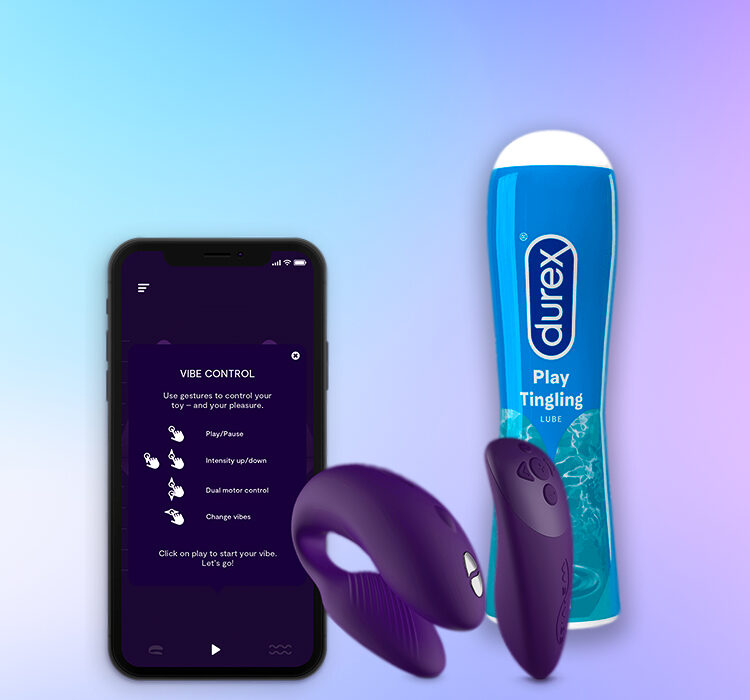 VIBE CONTROL
Use gestures to control your
toy – and your pleasure.
Play/Pause
Intensity up/down
Dual motor control
Change vibes
Click on play to start your vibe.
Let's go!
durex®
Play
Tingling
LUBE